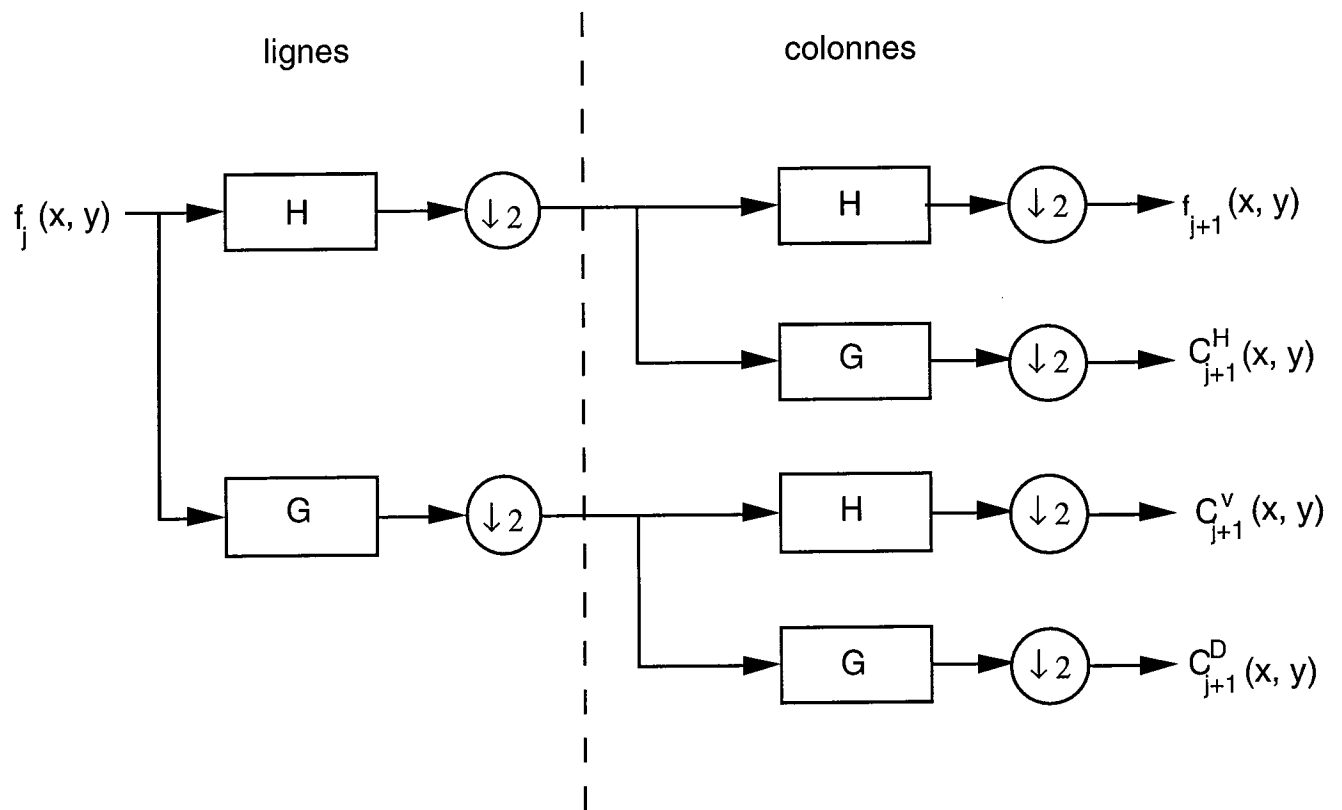 lignes colonnes
f_j (x, y) H ↓2 H ↓2 f_{j+1} (x, y)
G ↓2 C^H_{j+1} (x, y)
G ↓2 H ↓2 C^v_{j+1} (x, y)
G ↓2 C^D_{j+1} (x, y)